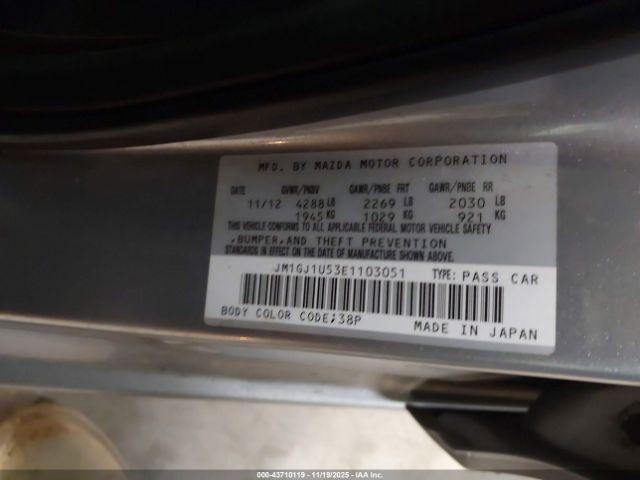 MFD. BY MAZDA MOTOR CORPORATION
DATE GVWR/PNBV GAWR/PNBE FRT GAWR/PNBE RR
11/12 4288 LB 2269 LB 2030 LB
1945 KG 1029 KG 921 KG
THIS VEHICLE CONFORMS TO ALL APPLICABLE FEDERAL MOTOR VEHICLE SAFETY
,BUMPER,AND THEFT PREVENTION
STANDARDS IN EFFECT ON THE DATE OF MANUFACTURE SHOWN ABOVE.
JM1GJ1U53E1103051 TYPE: PASS CAR
BODY COLOR CODE;38P
MADE IN JAPAN
000-43710119 | 11/19/2025 | IAA Inc.